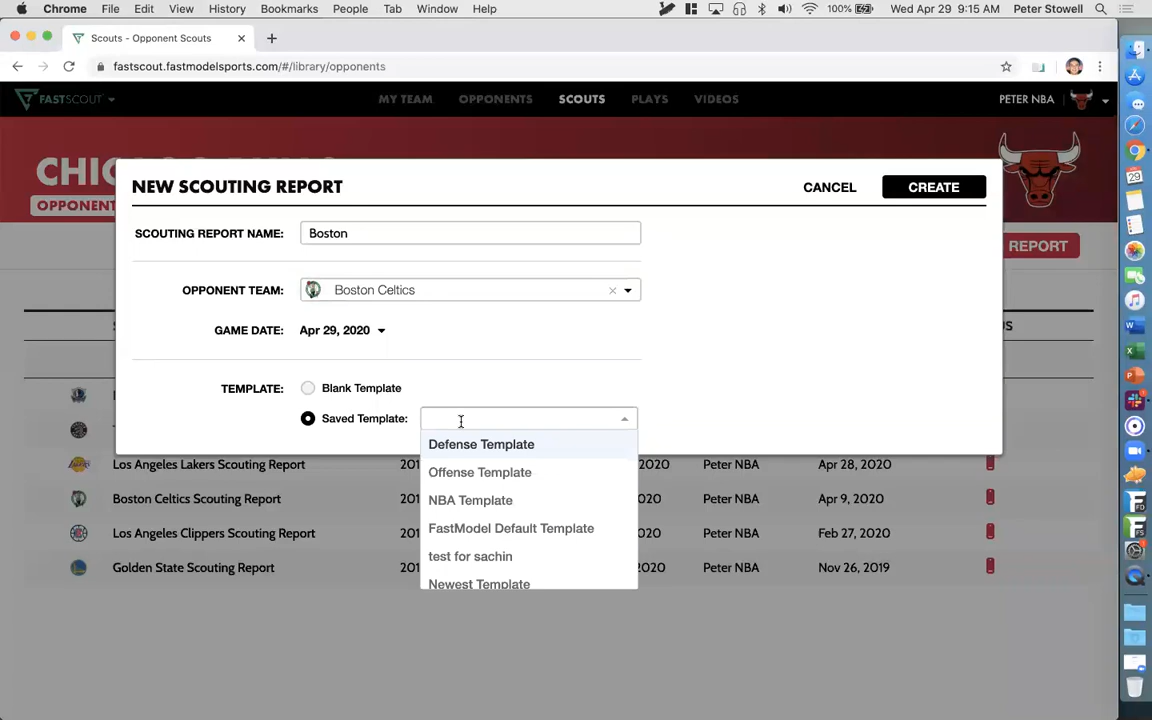 Chrome File Edit View History Bookmarks People Tab Window Help 100% Wed Apr 29 9:15 AM Peter Stowell
Scouts - Opponent Scouts
fastscout.fastmodelsports.com/#/library/opponents
FASTSCOUT MY TEAM OPPONENTS SCOUTS PLAYS VIDEOS PETER NBA
NEW SCOUTING REPORT CANCEL CREATE
SCOUTING REPORT NAME: Boston
REPORT
OPPONENT TEAM: Boston Celtics
GAME DATE: Apr 29, 2020
TEMPLATE: Blank Template
Saved Template:
Defense Template
Los Angeles Lakers Scouting Report 201 2020 Peter NBA Apr 28, 2020
Offense Template
Boston Celtics Scouting Report 201 020 Peter NBA Apr 9, 2020
NBA Template
Los Angeles Clippers Scouting Report 201 2020 Peter NBA Feb 27, 2020
FastModel Default Template
test for sachin
Golden State Scouting Report 201 2020 Peter NBA Nov 26, 2019
Newest Template